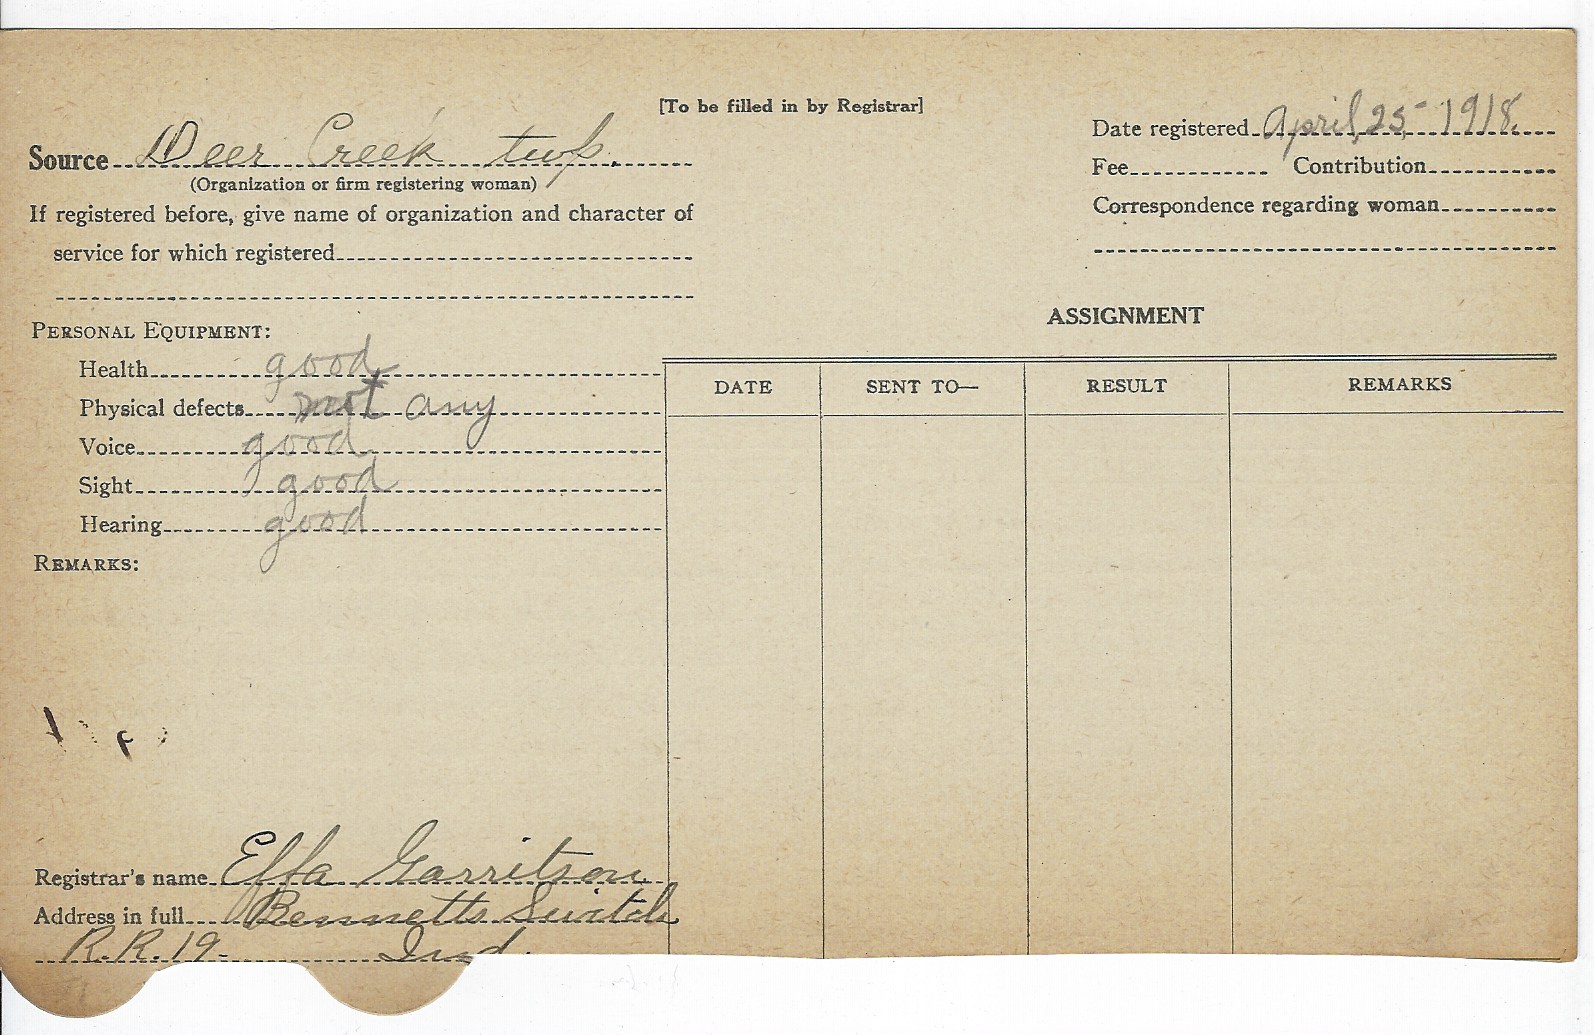 [To be filled in by Registrar]
Source Deer Creek twp.
(Organization or firm registering woman)
If registered before, give name of organization and character of
service for which registered
Date registered April, 25, 1918.
Fee Contribution
Correspondence regarding woman
PERSONAL EQUIPMENT:
Health good
Physical defects not any
Voice good
Sight good
Hearing good
REMARKS:
ASSIGNMENT
DATE SENT TO— RESULT REMARKS
Registrar's name Effa Garritson
Address in full Bennetts Switch
R.R. 19. Ind.